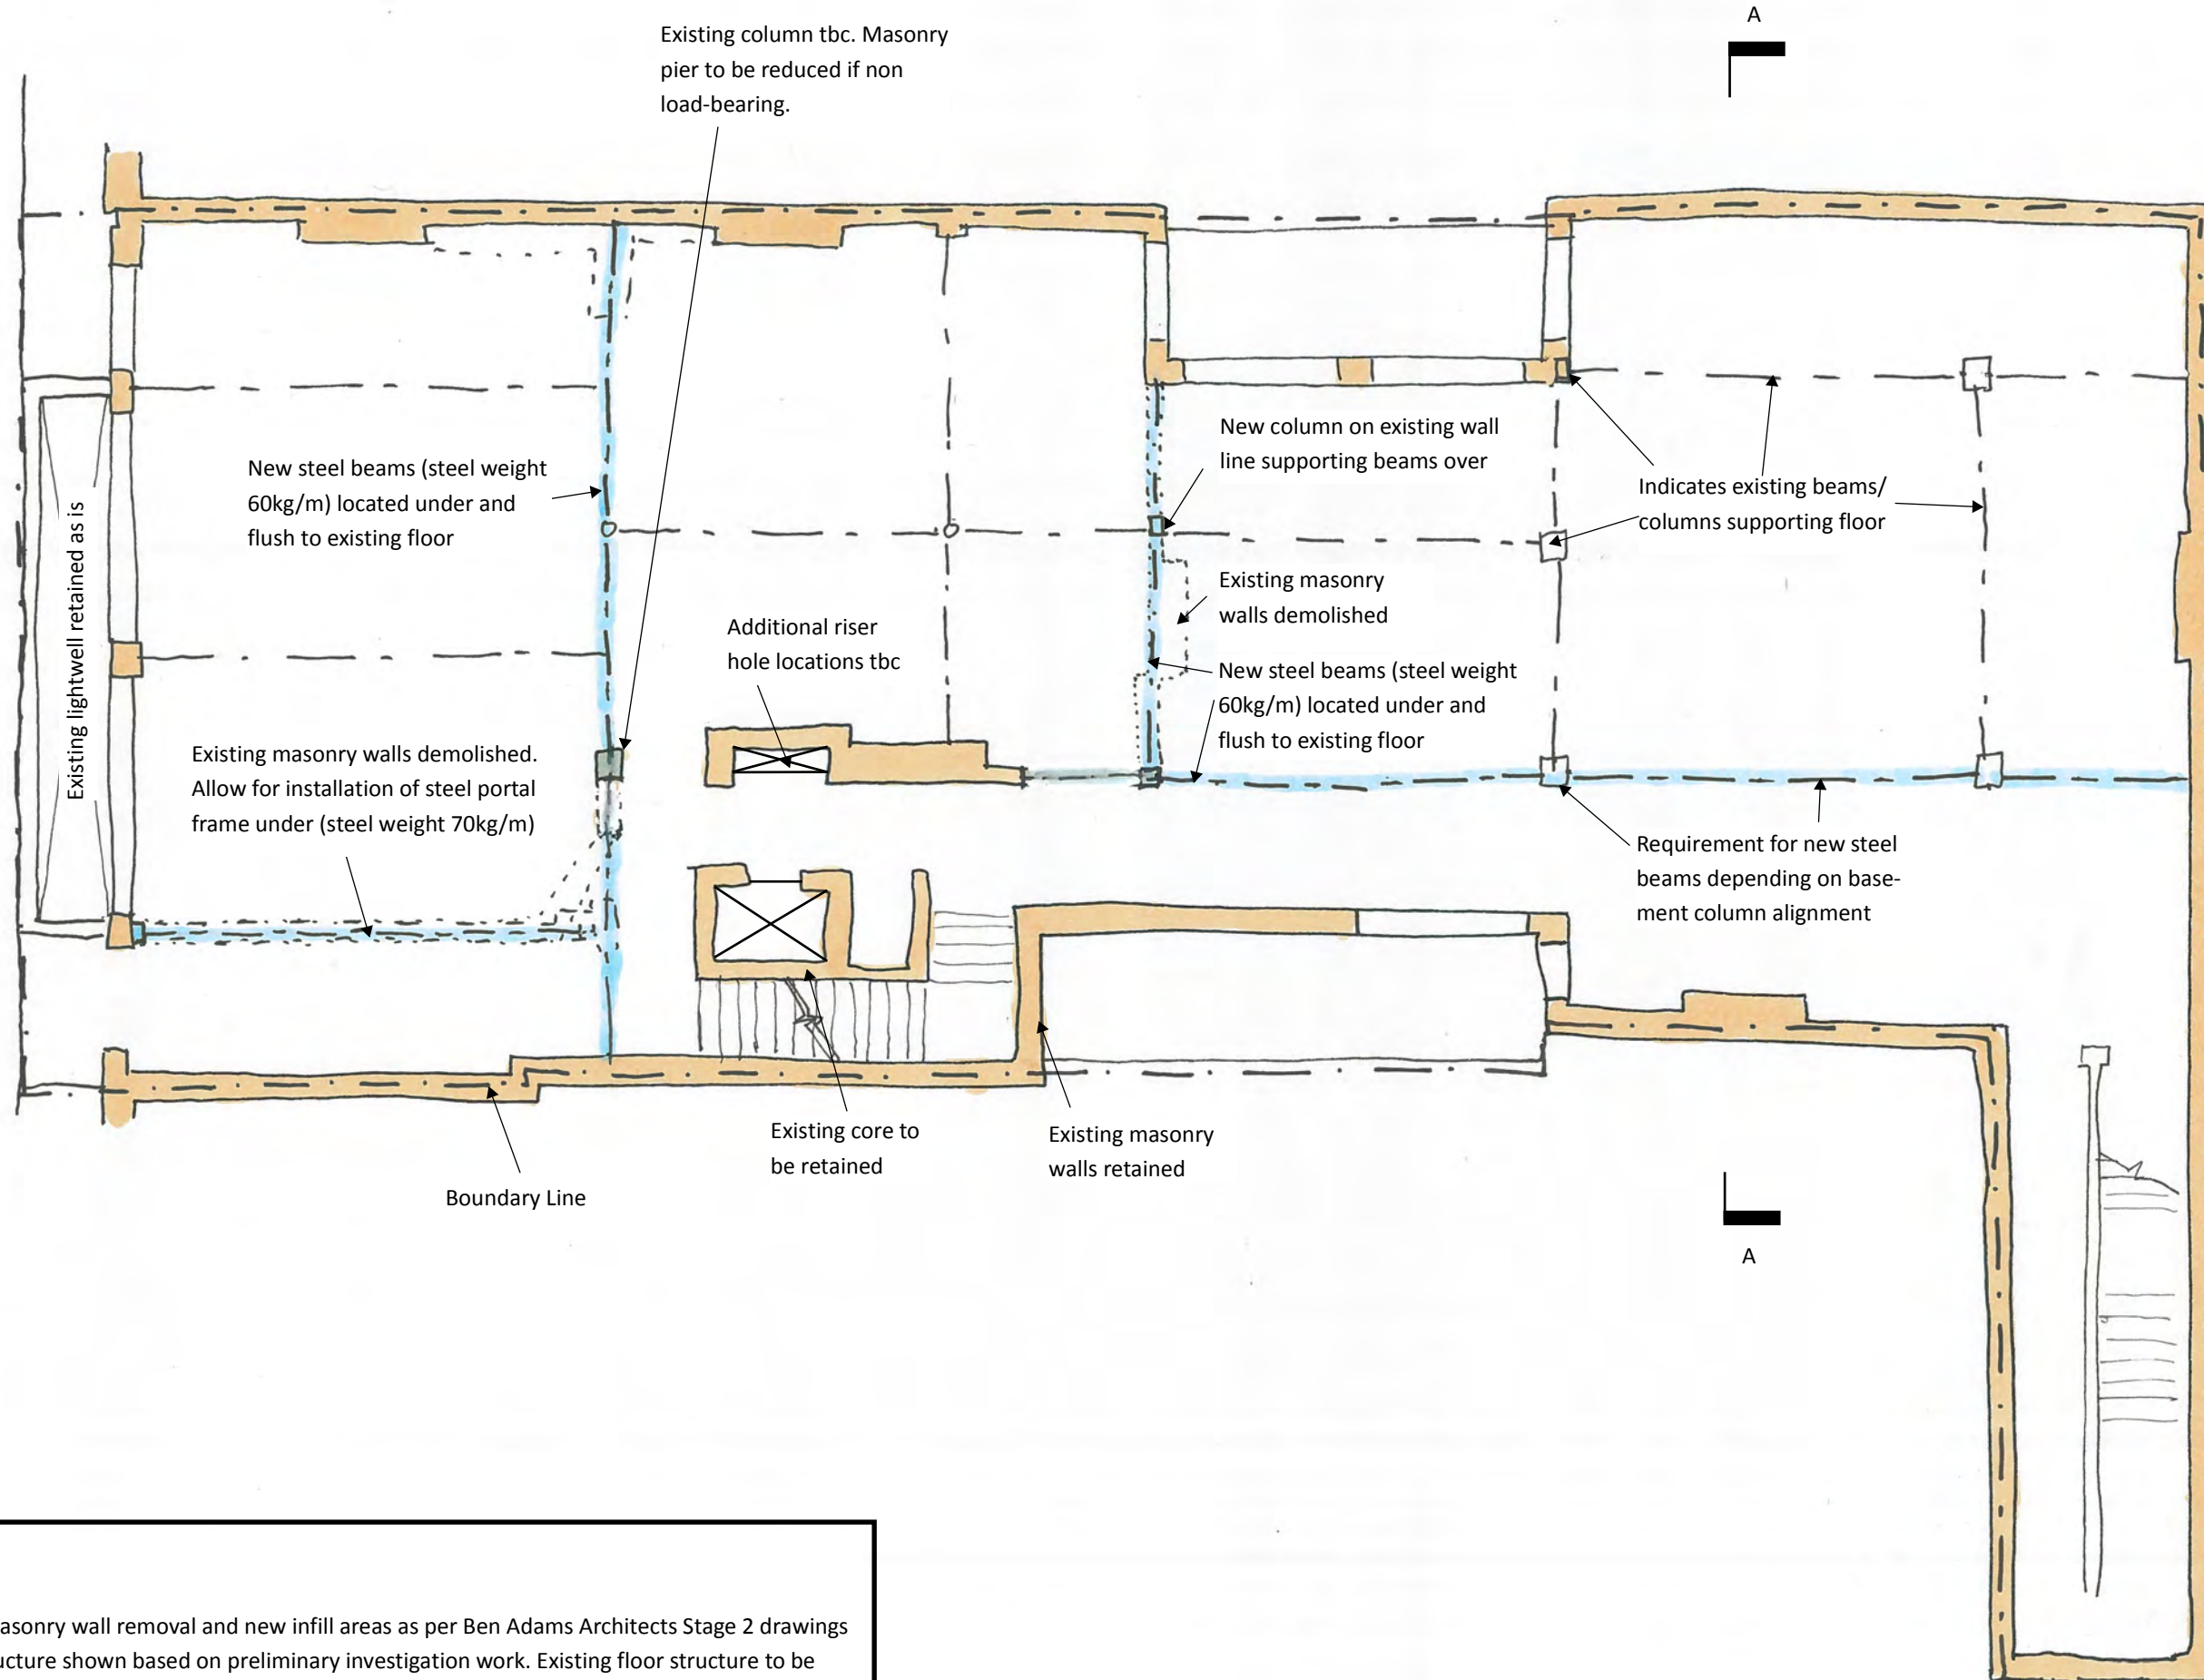 A
Existing column tbc. Masonry
pier to be reduced if non
load-bearing.
New steel beams (steel weight
60kg/m) located under and
flush to existing floor
New column on existing wall
line supporting beams over
Indicates existing beams/
columns supporting floor
Existing lightwell retained as is
Additional riser
hole locations tbc
Existing masonry
walls demolished
New steel beams (steel weight
60kg/m) located under and
flush to existing floor
Existing masonry walls demolished.
Allow for installation of steel portal
frame under (steel weight 70kg/m)
Requirement for new steel
beams depending on base-
ment column alignment
Existing core to
be retained
Existing masonry
walls retained
Boundary Line
A
asonry wall removal and new infill areas as per Ben Adams Architects Stage 2 drawings
ucture shown based on preliminary investigation work. Existing floor structure to be